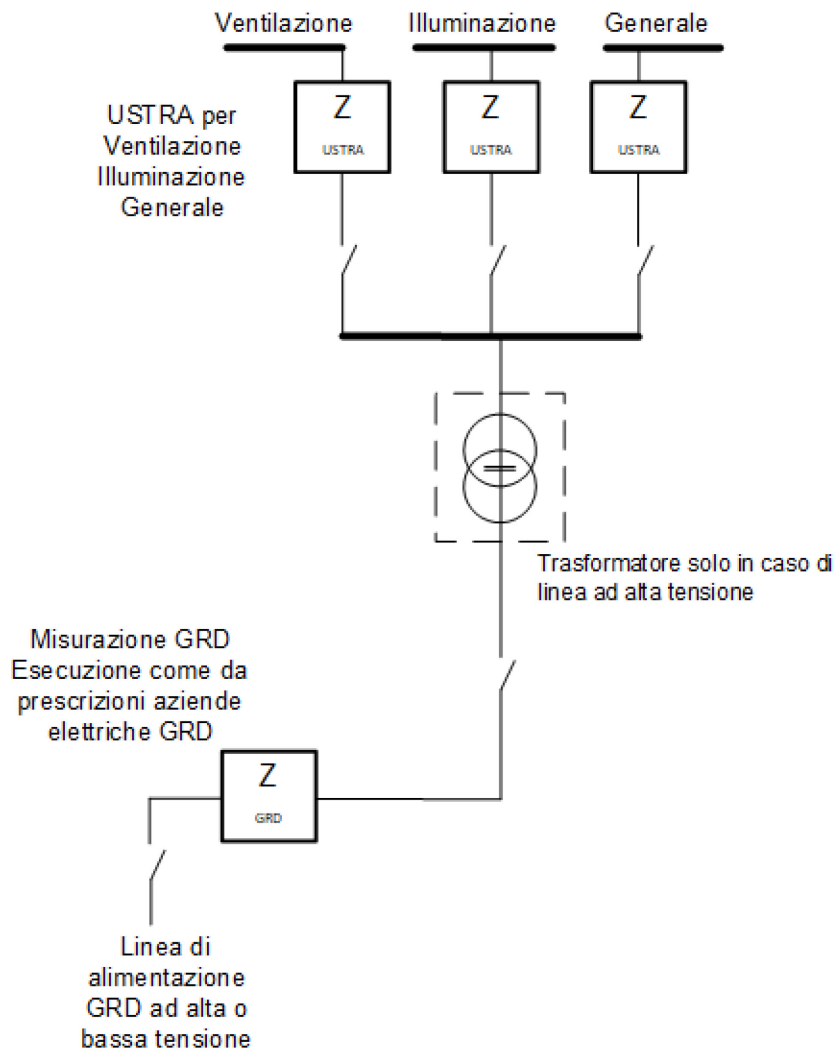 Ventilazione
Illuminazione
Generale
USTRA per
Ventilazione
Illuminazione
Generale
Z
USTRA
Z
USTRA
Z
USTRA
Trasformatore solo in caso di
linea ad alta tensione
Misurazione GRD
Esecuzione come da
prescrizioni aziende
elettriche GRD
Z
GRD
Linea di
alimentazione
GRD ad alta o
bassa tensione